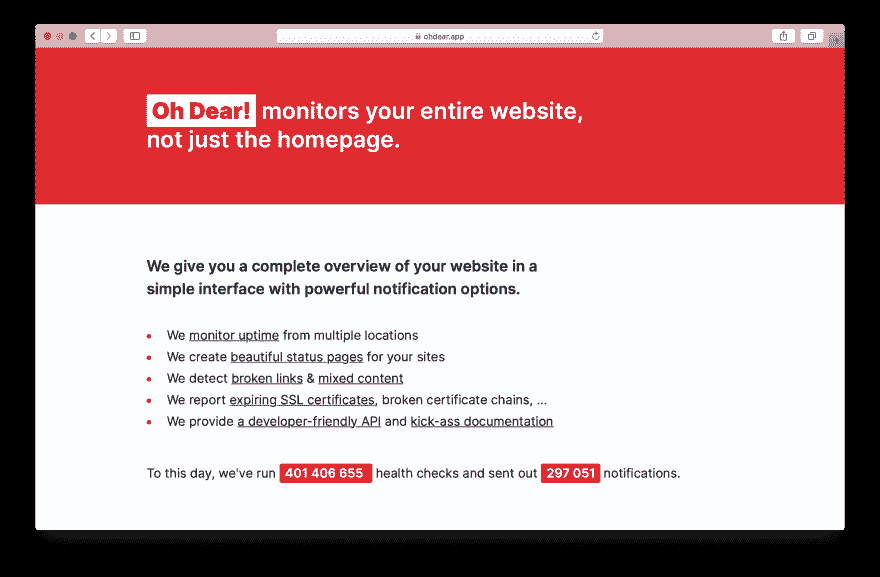 ohdear.app
Oh Dear! monitors your entire website,
not just the homepage.
We give you a complete overview of your website in a
simple interface with powerful notification options.
We monitor uptime from multiple locations
We create beautiful status pages for your sites
We detect broken links & mixed content
We report expiring SSL certificates, broken certificate chains, ...
We provide a developer-friendly API and kick-ass documentation
To this day, we've run 401 406 655 health checks and sent out 297 051 notifications.